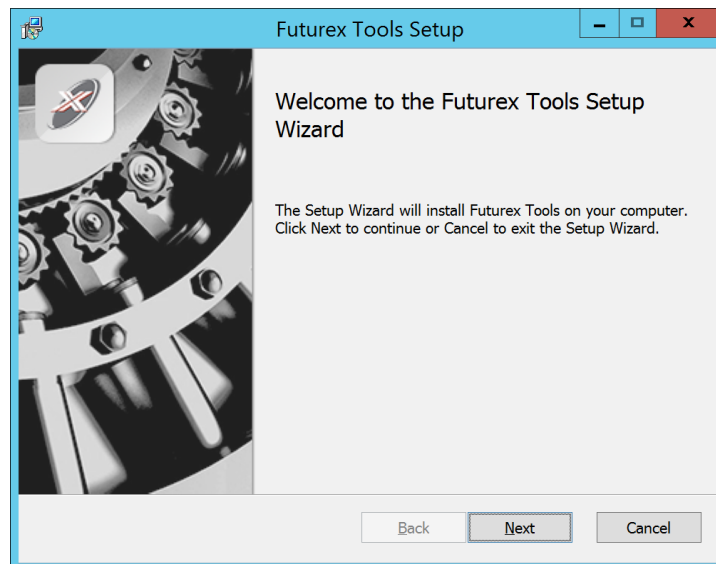 Futurex Tools Setup
Welcome to the Futurex Tools Setup
Wizard
The Setup Wizard will install Futurex Tools on your computer.
Click Next to continue or Cancel to exit the Setup Wizard.
Back Next Cancel